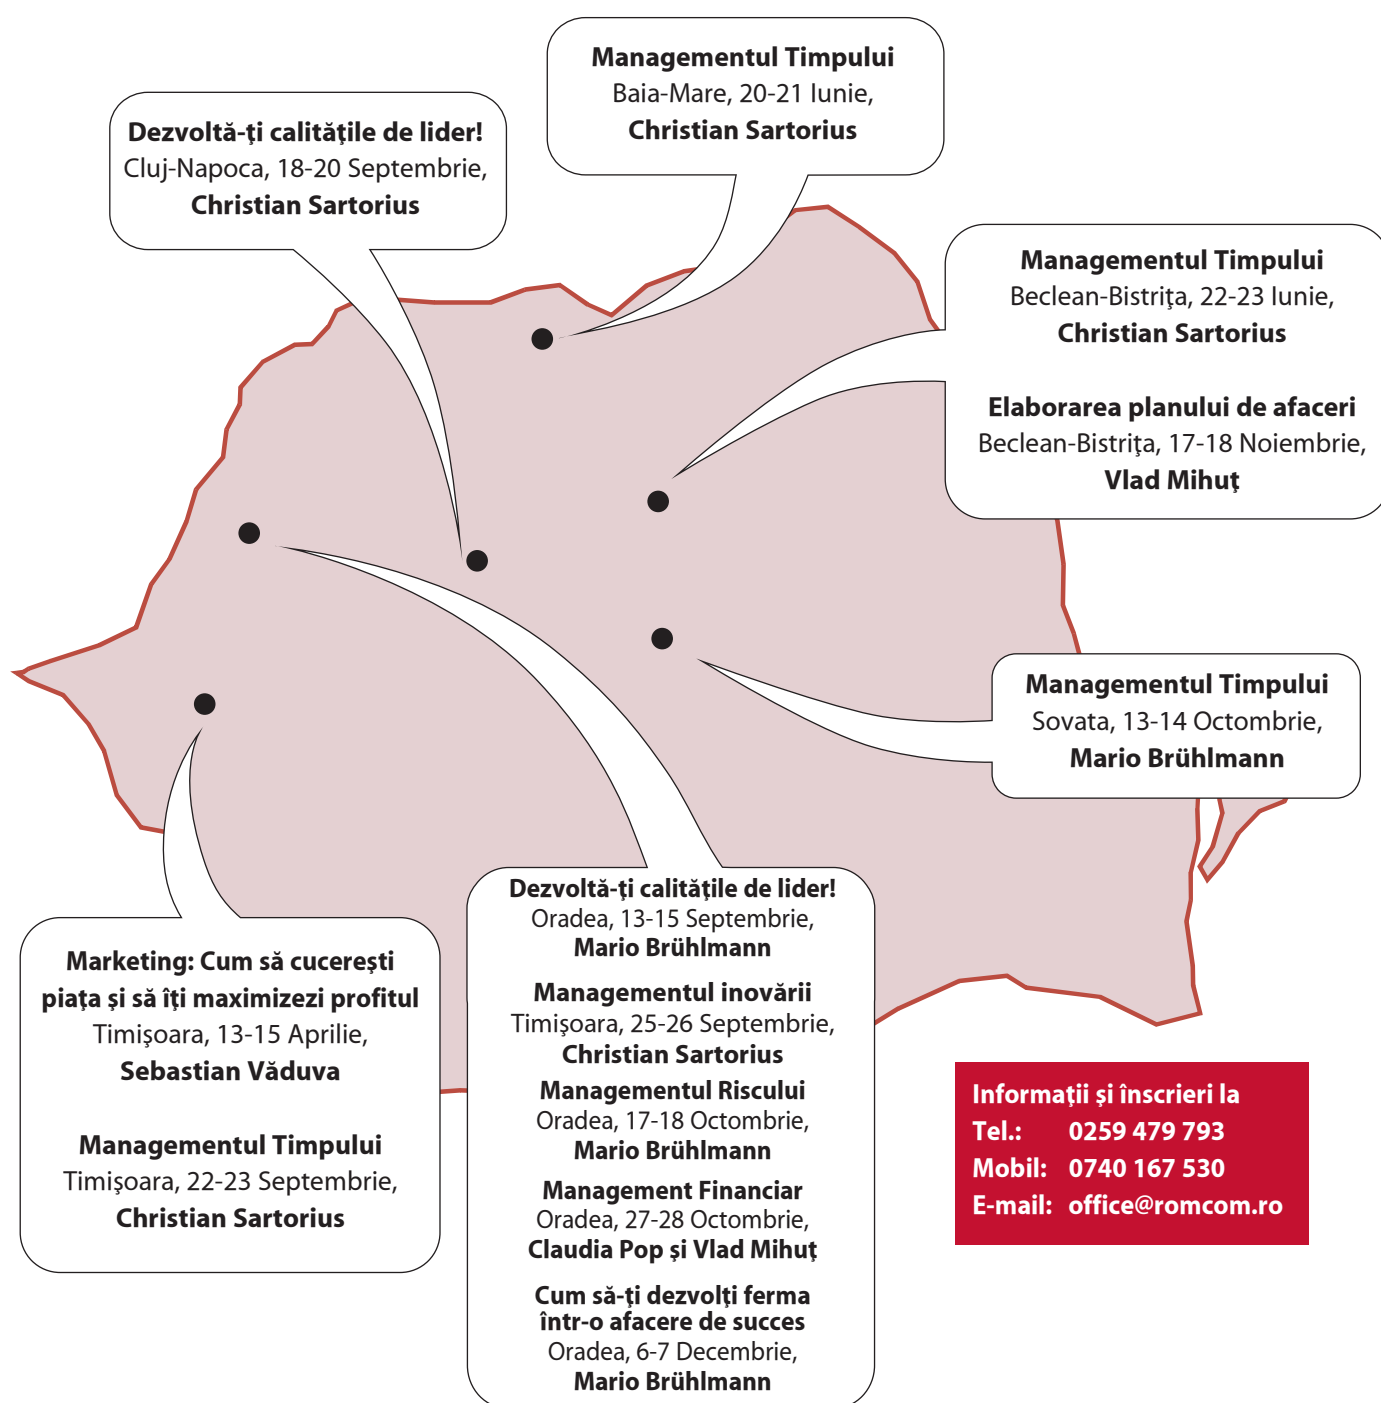 Managementul Timpului
Baia-Mare, 20-21 Iunie,
Christian Sartorius
Dezvoltă-ţi calităţile de lider!
Cluj-Napoca, 18-20 Septembrie,
Christian Sartorius
Managementul Timpului
Beclean-Bistriţa, 22-23 Iunie,
Christian Sartorius
Elaborarea planului de afaceri
Beclean-Bistriţa, 17-18 Noiembrie,
Vlad Mihuţ
Managementul Timpului
Sovata, 13-14 Octombrie,
Mario Brühlmann
Marketing: Cum să cucereşti
piaţa şi să îţi maximizezi profitul
Timişoara, 13-15 Aprilie,
Sebastian Văduva
Managementul Timpului
Timişoara, 22-23 Septembrie,
Christian Sartorius
Dezvoltă-ţi calităţile de lider!
Oradea, 13-15 Septembrie,
Mario Brühlmann
Managementul inovării
Timişoara, 25-26 Septembrie,
Christian Sartorius
Managementul Riscului
Oradea, 17-18 Octombrie,
Mario Brühlmann
Management Financiar
Oradea, 27-28 Octombrie,
Claudia Pop şi Vlad Mihuţ
Cum să-ţi dezvolţi ferma
într-o afacere de succes
Oradea, 6-7 Decembrie,
Mario Brühlmann
Informaţii şi înscrieri la
Tel.: 0259 479 793
Mobil: 0740 167 530
E-mail: office@romcom.ro